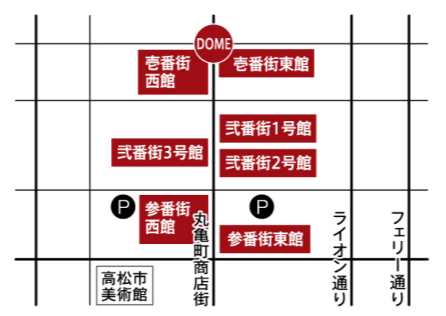 DOME
壱番街
西館
壱番街東館
弐番街1号館
弐番街3号館
弐番街2号館
P
参番街
西館
P
参番街東館
丸亀町商店街
ライオン通り
フェリー通り
高松市
美術館